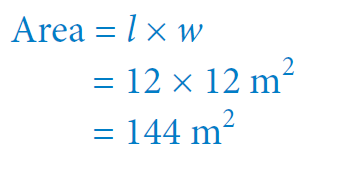 Area = l × w
= 12 × 12 m²
= 144 m²